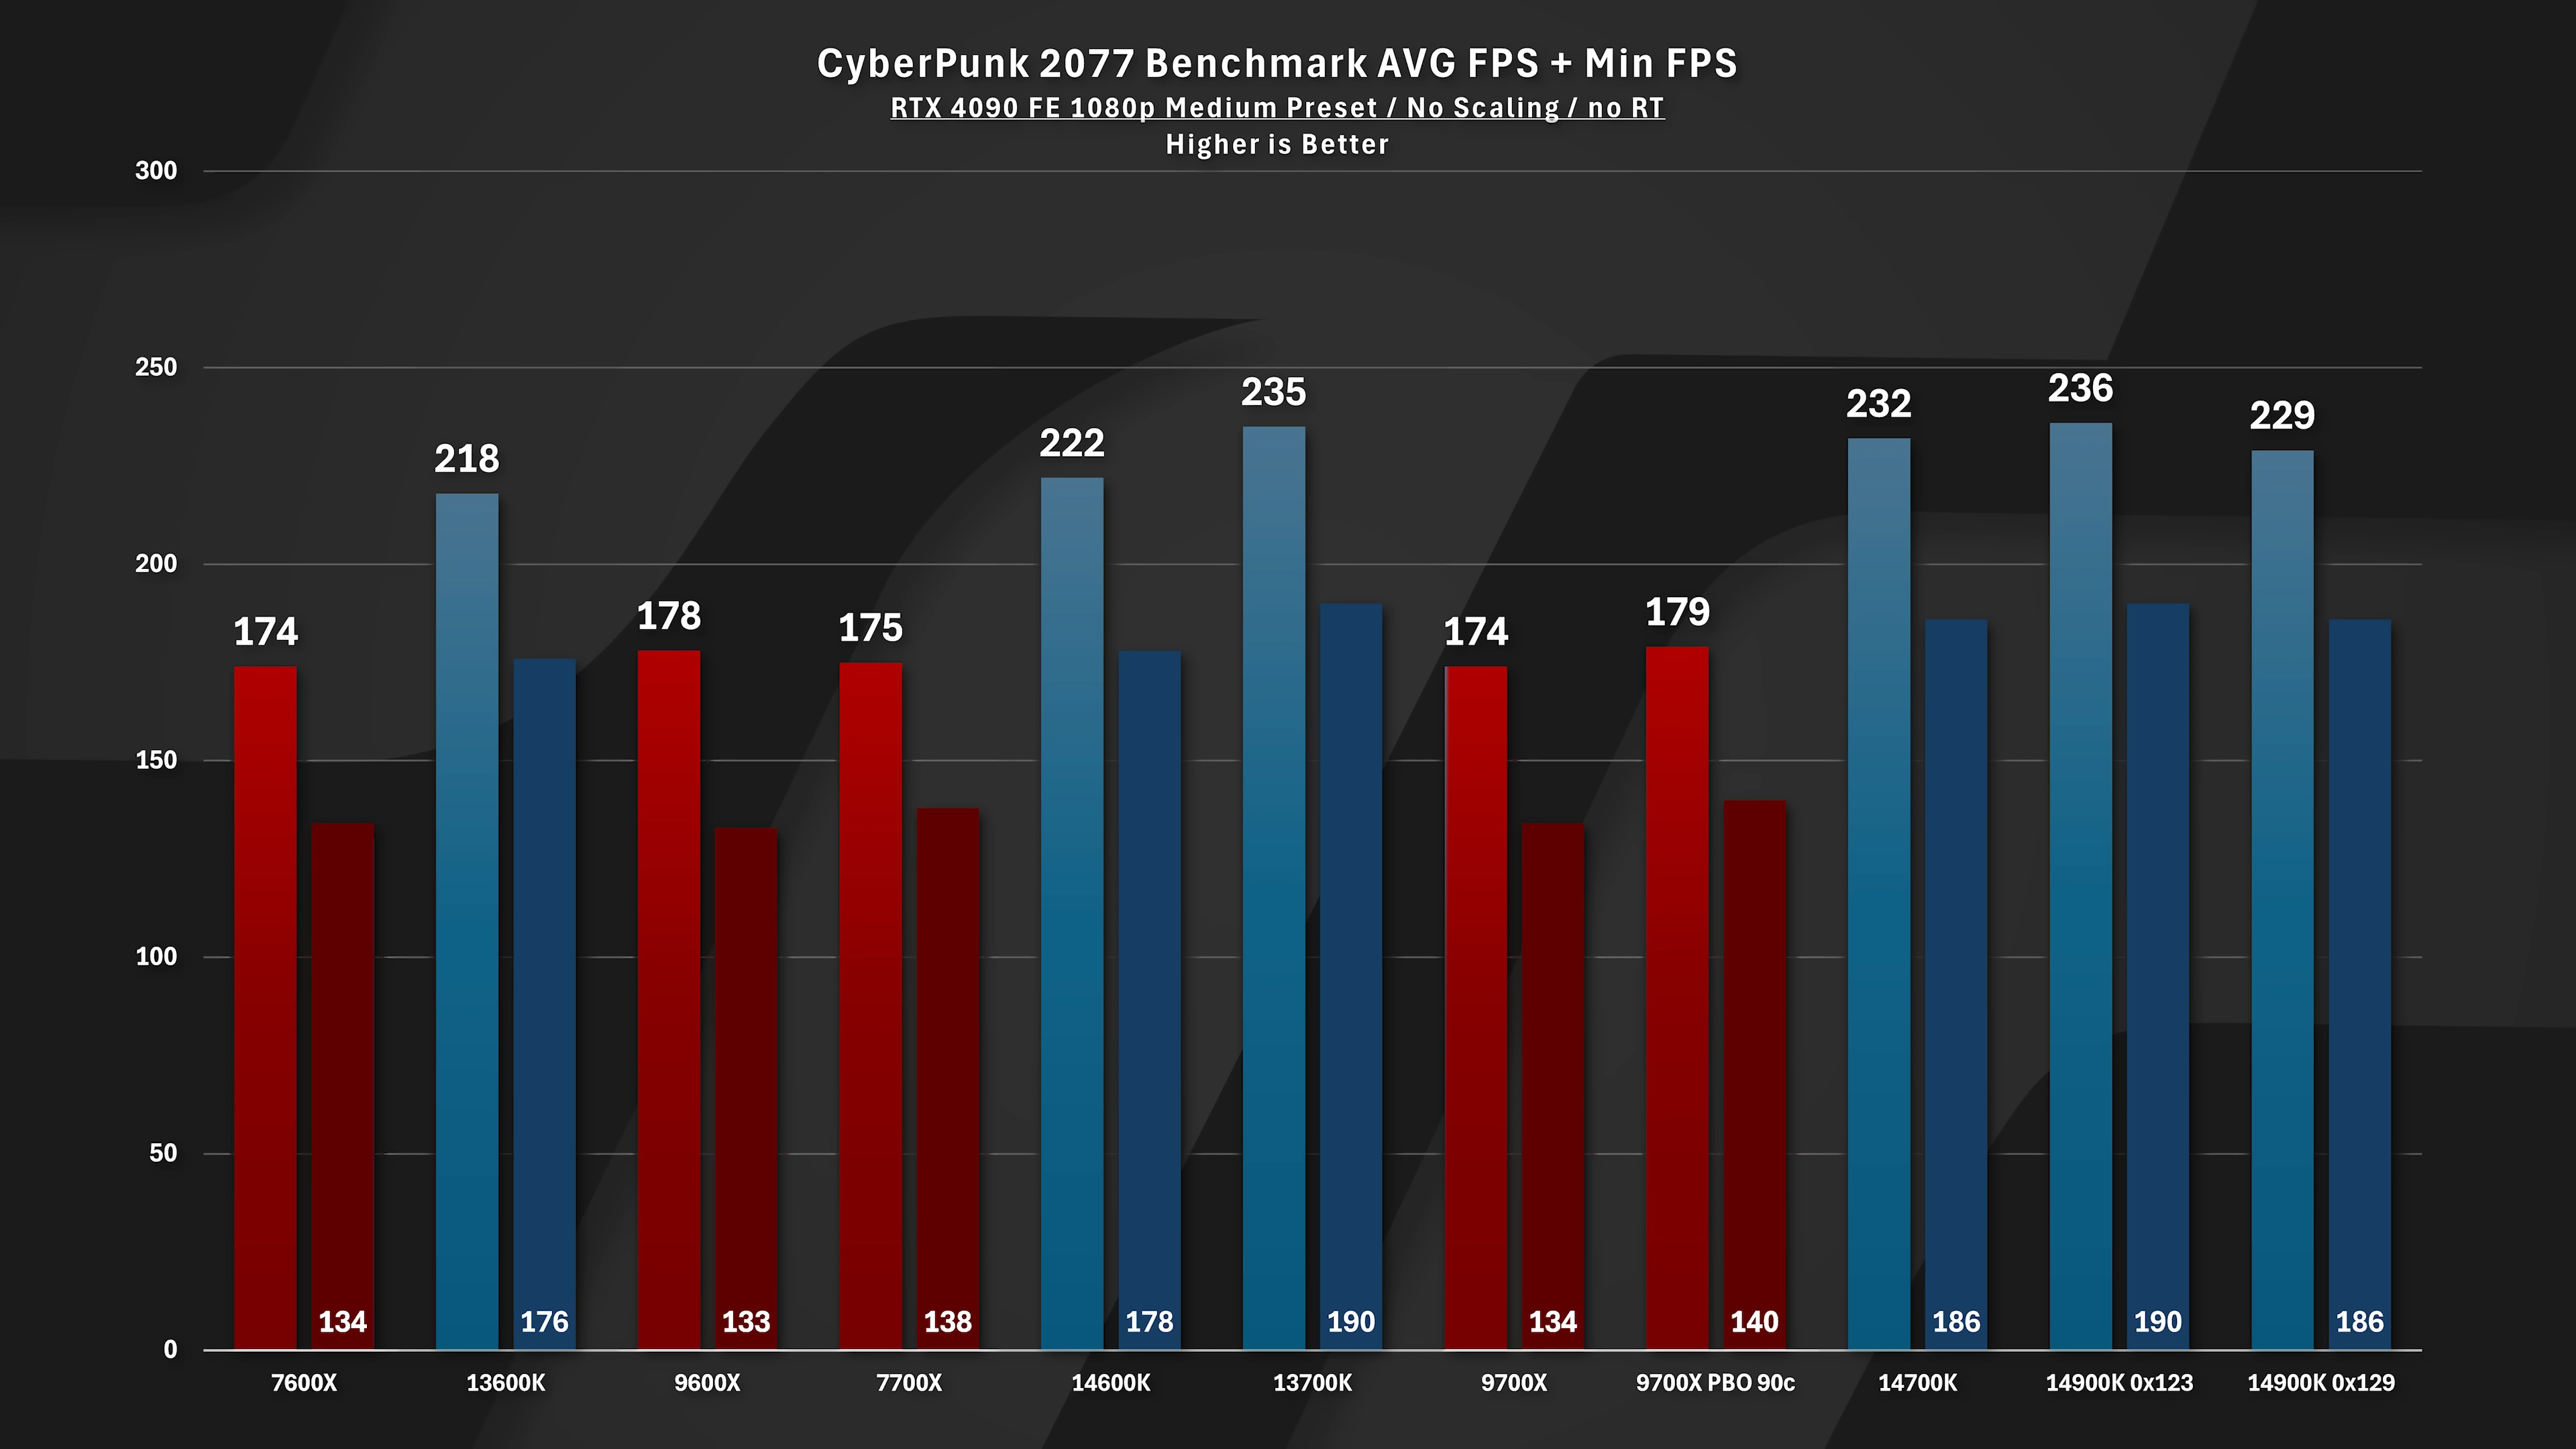 CyberPunk 2077 Benchmark AVG FPS + Min FPS
RTX 4090 FE 1080p Medium Preset / No Scaling / no RT
Higher is Better
300
250
200
150
100
50
0
174
218
178
175
222
235
174
179
232
236
229
134
176
133
138
178
190
134
140
186
190
186
7600X
13600K
9600X
7700X
14600K
13700K
9700X
9700X PBO 90c
14700K
14900K 0x123
14900K 0x129